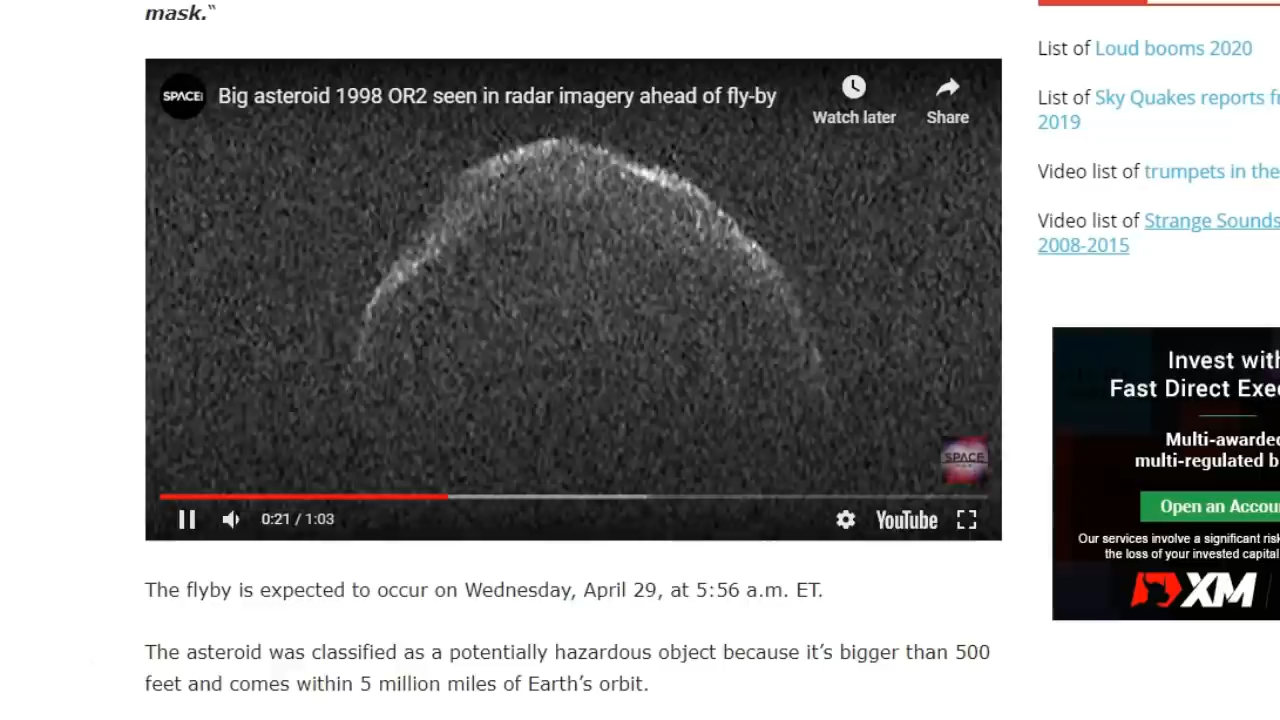 mask.“
SPACE
Big asteroid 1998 OR2 seen in radar imagery ahead of fly-by
Watch later
Share
SPACE
0:21 / 1:03
YouTube
The flyby is expected to occur on Wednesday, April 29, at 5:56 a.m. ET.
The asteroid was classified as a potentially hazardous object because it’s bigger than 500
feet and comes within 5 million miles of Earth’s orbit.
List of Loud booms 2020
List of Sky Quakes reports
2019
Video list of trumpets in the
Video list of Strange Sounds
2008-2015
Invest with
Fast Direct
Multi-awarded
multi-regulated
Open an
Our services involve a significant risk
the loss of your invested capital
XM